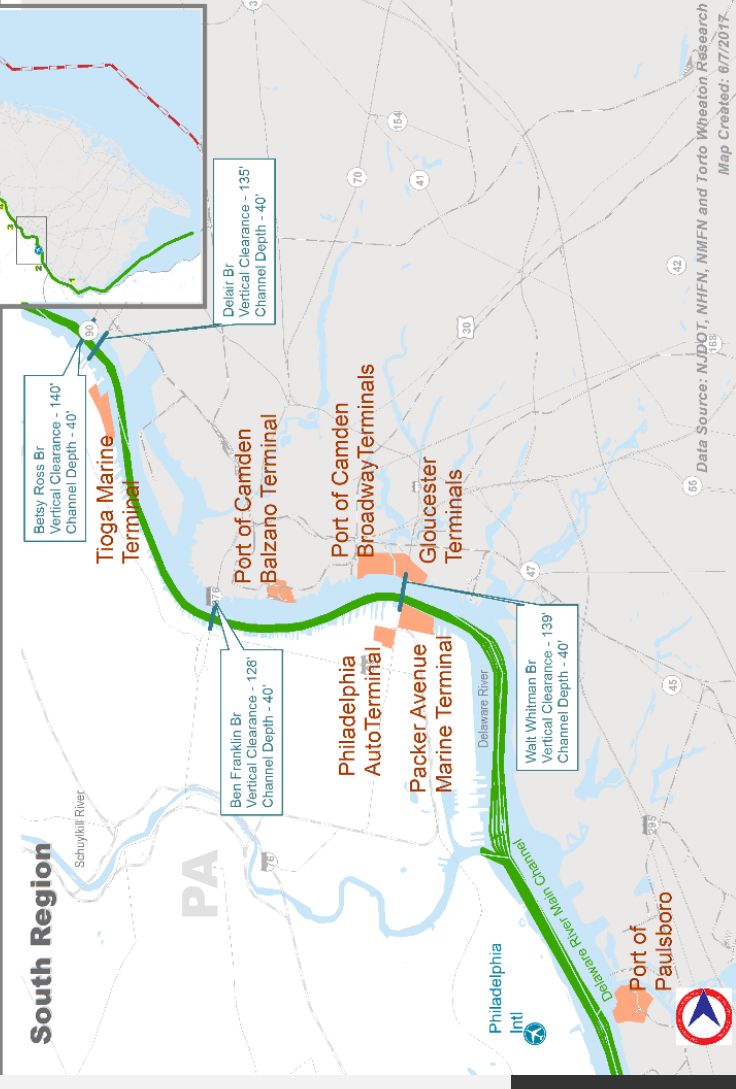 South Region
Schuylkill River
PA
76
Betsy Ross Br
Vertical Clearance - 140'
Channel Depth - 40'
Delair Br
Vertical Clearance - 135'
Channel Depth - 40'
90
3
2
1
Tioga Marine
Terminal
Ben Franklin Br
Vertical Clearance - 128'
Channel Depth - 40'
Port of Camden
Balzano Terminal
Port of Camden
BroadwayTerminals
Gloucester
Terminals
Philadelphia
AutoTerminal
Packer Avenue
Marine Terminal
Delaware River
Walt Whitman Br
Vertical Clearance - 139'
Channel Depth - 40'
Philadelphia
Intl
Delaware River Main Channel
Port of
Paulsboro
295
45
47
55
30
70
154
41
42
168
Data Source: NJDOT, NHFN, NMFN and Torto Wheaton Research
Map Created: 6/7/2017